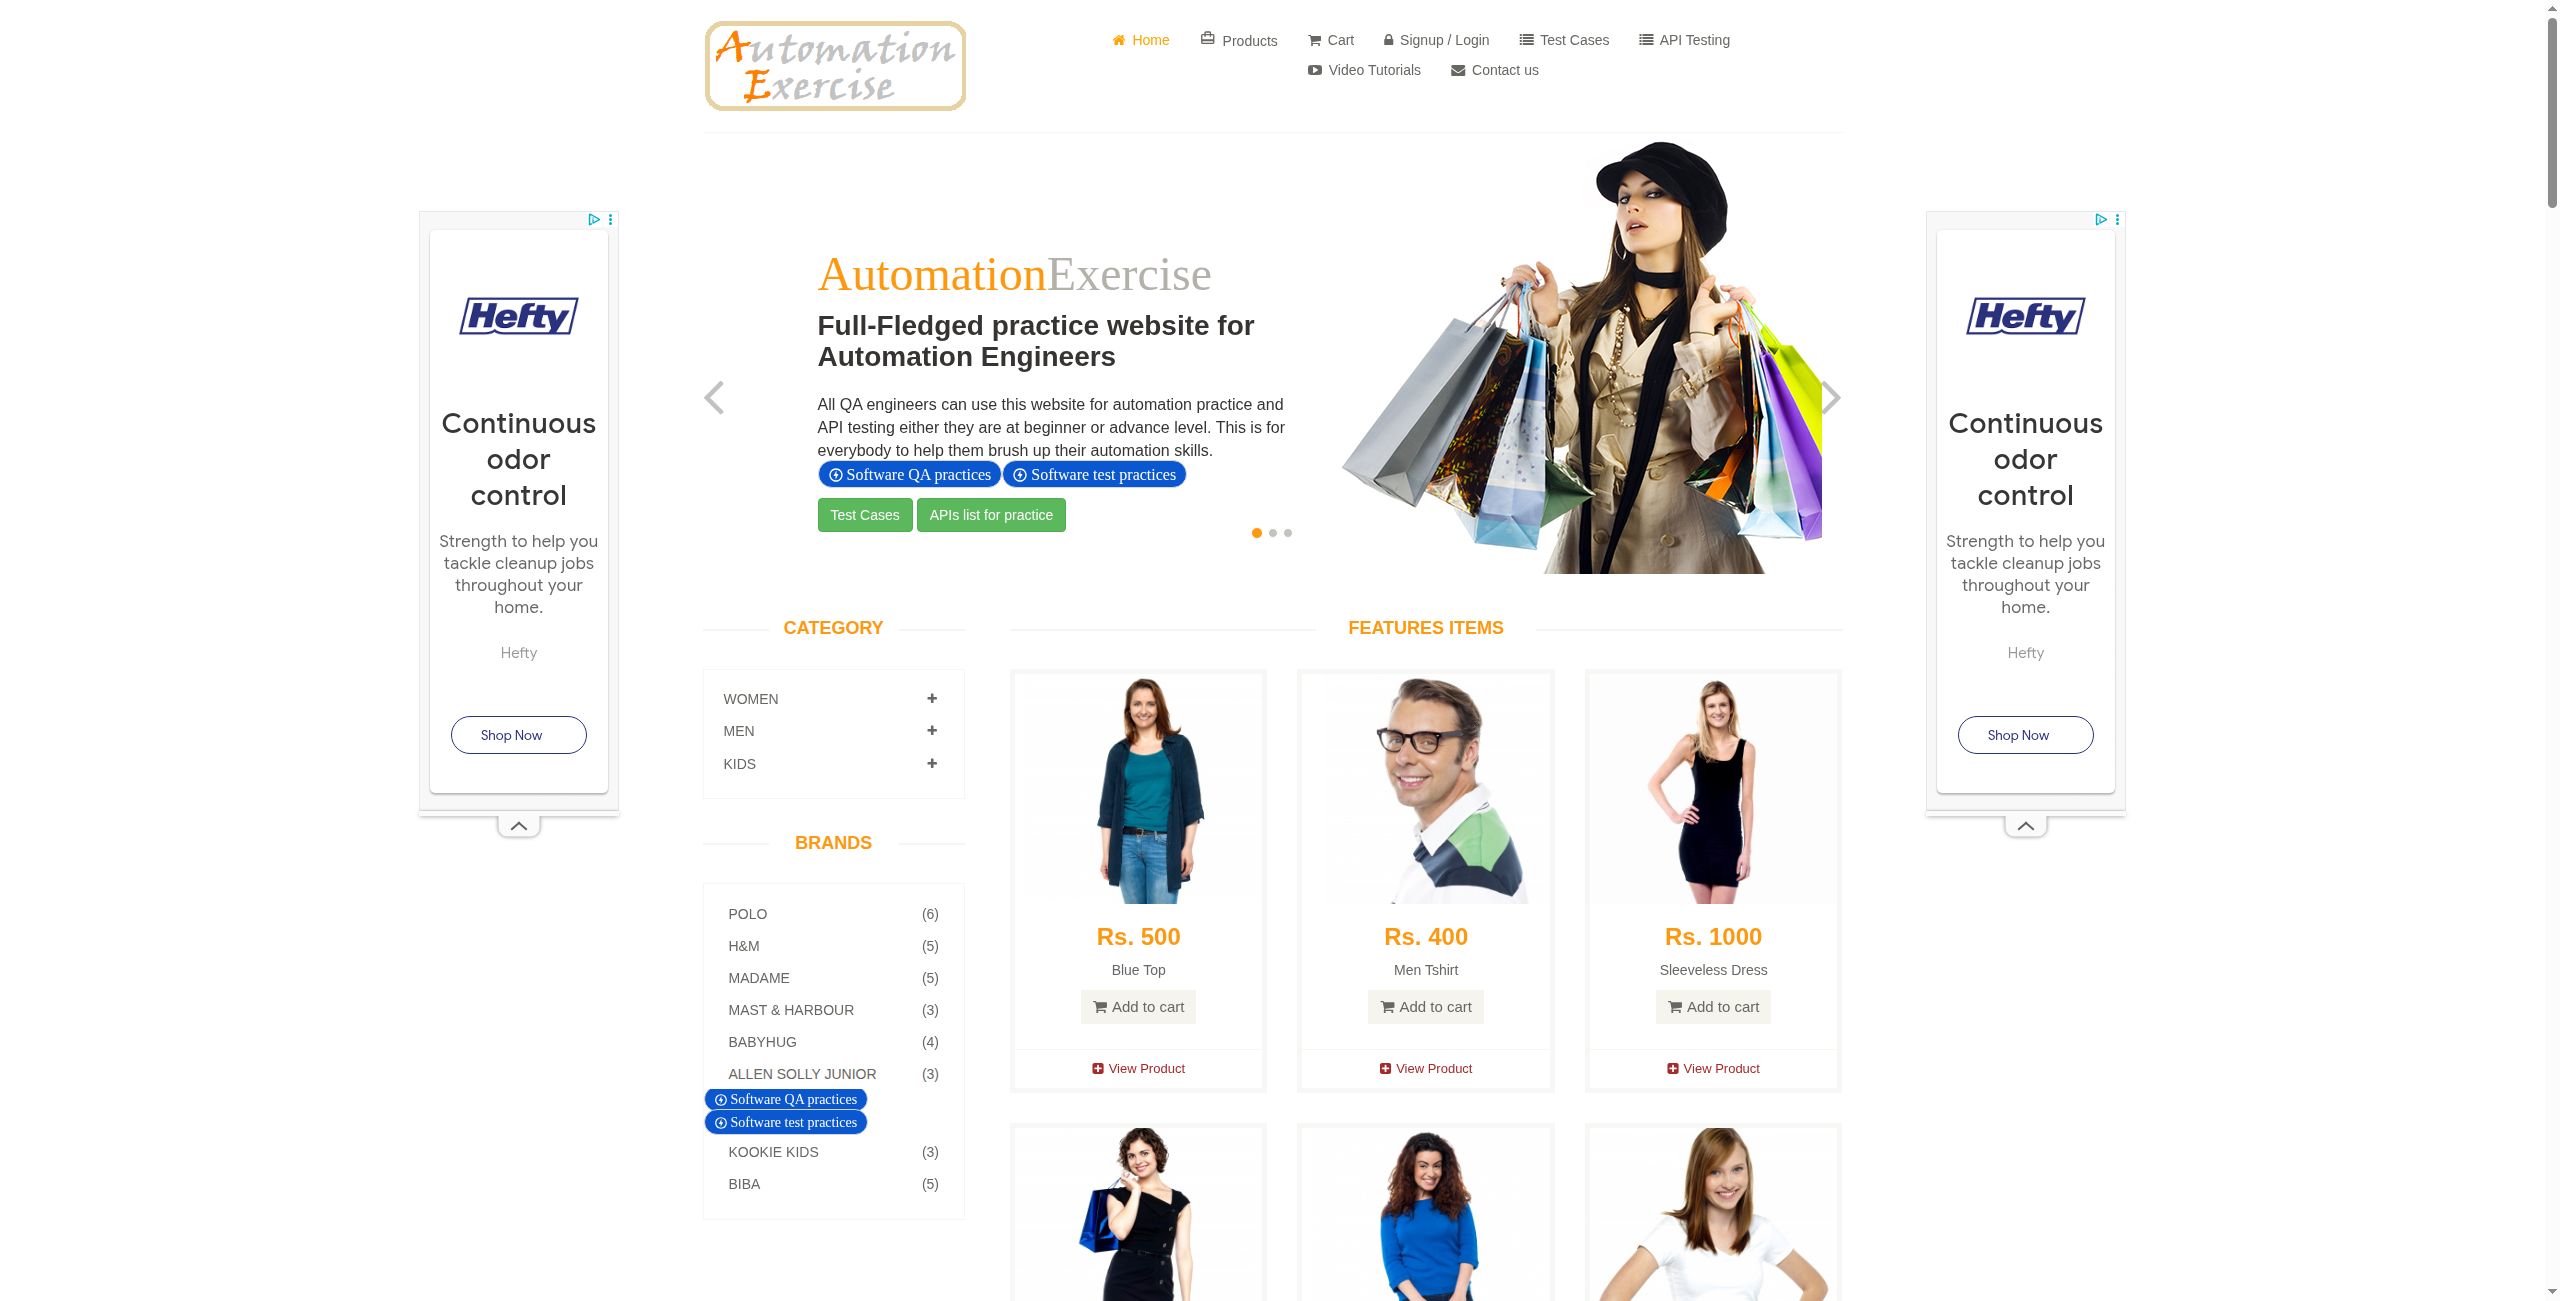 Automation
Exercise
Home
Products
Cart
Signup / Login
Test Cases
API Testing
Video Tutorials
Contact us
AutomationExercise
Full-Fledged practice website for
Automation Engineers
All QA engineers can use this website for automation practice and
API testing either they are at beginner or advance level. This is for
everybody to help them brush up their automation skills.
Software QA practices Software test practices
Test Cases APIs list for practice
Hefty
Continuous
odor
control
Strength to help you
tackle cleanup jobs
throughout your
home.
Hefty
Shop Now
Hefty
Continuous
odor
control
Strength to help you
tackle cleanup jobs
throughout your
home.
Hefty
Shop Now
CATEGORY
WOMEN
MEN
KIDS
BRANDS
POLO (6)
H&M (5)
MADAME (5)
MAST & HARBOUR (3)
BABYHUG (4)
ALLEN SOLLY JUNIOR (3)
Software QA practices
Software test practices
KOOKIE KIDS (3)
BIBA (5)
FEATURES ITEMS
Rs. 500
Blue Top
Add to cart
View Product
Rs. 400
Men Tshirt
Add to cart
View Product
Rs. 1000
Sleeveless Dress
Add to cart
View Product